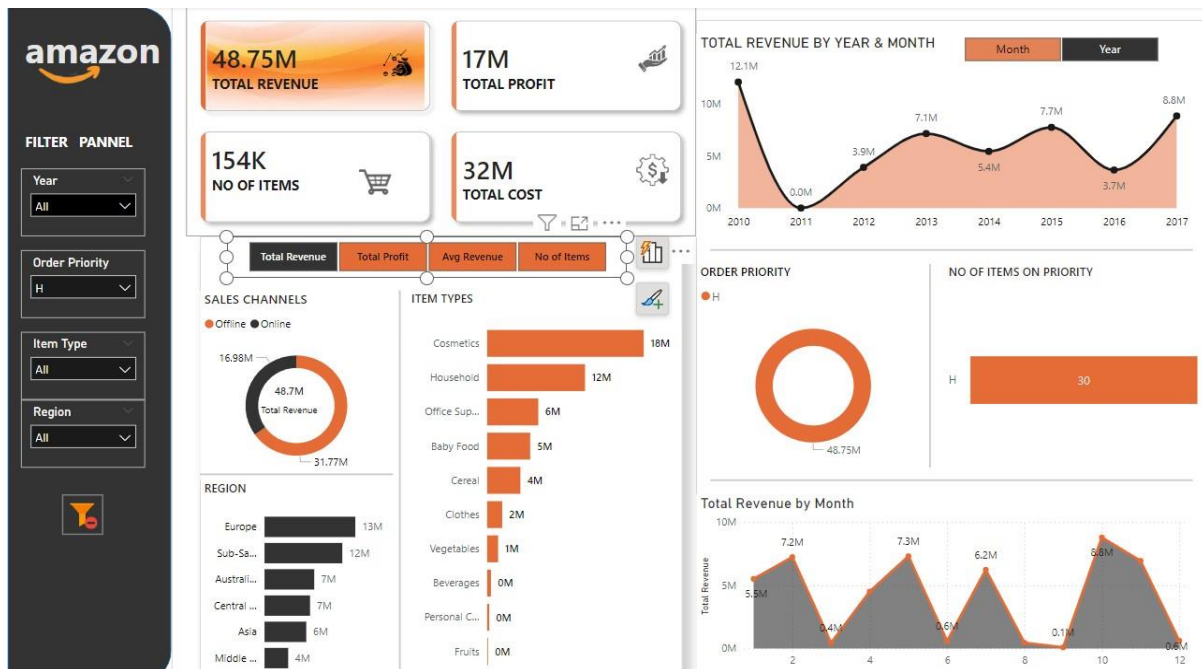 amazon
FILTER PANNEL
Year
All
Order Priority
H
Item Type
All
Region
All
48.75M
TOTAL REVENUE
17M
TOTAL PROFIT
154K
NO OF ITEMS
32M
TOTAL COST
Total Revenue Total Profit Avg Revenue No of Items
SALES CHANNELS
Offline Online
16.98M
48.7M
Total Revenue
31.77M
REGION
Europe 13M
Sub-Sa... 12M
Australi... 7M
Central ... 7M
Asia 6M
Middle ... 4M
ITEM TYPES
Cosmetics 18M
Household 12M
Office Sup... 6M
Baby Food 5M
Cereal 4M
Clothes 2M
Vegetables 1M
Beverages 0M
Personal C... 0M
Fruits 0M
TOTAL REVENUE BY YEAR & MONTH
Month Year
12.1M
10M
5M
0M
0.0M
3.9M
7.1M
5.4M
7.7M
3.7M
8.8M
2010 2011 2012 2013 2014 2015 2016 2017
ORDER PRIORITY
H
48.75M
NO OF ITEMS ON PRIORITY
H 30
Total Revenue by Month
Total Revenue
10M
5M
0M
5.5M
7.2M
0.4M
7.3M
0.6M
6.2M
0.1M
8.8M
0.6M
2 4 6 8 10 12